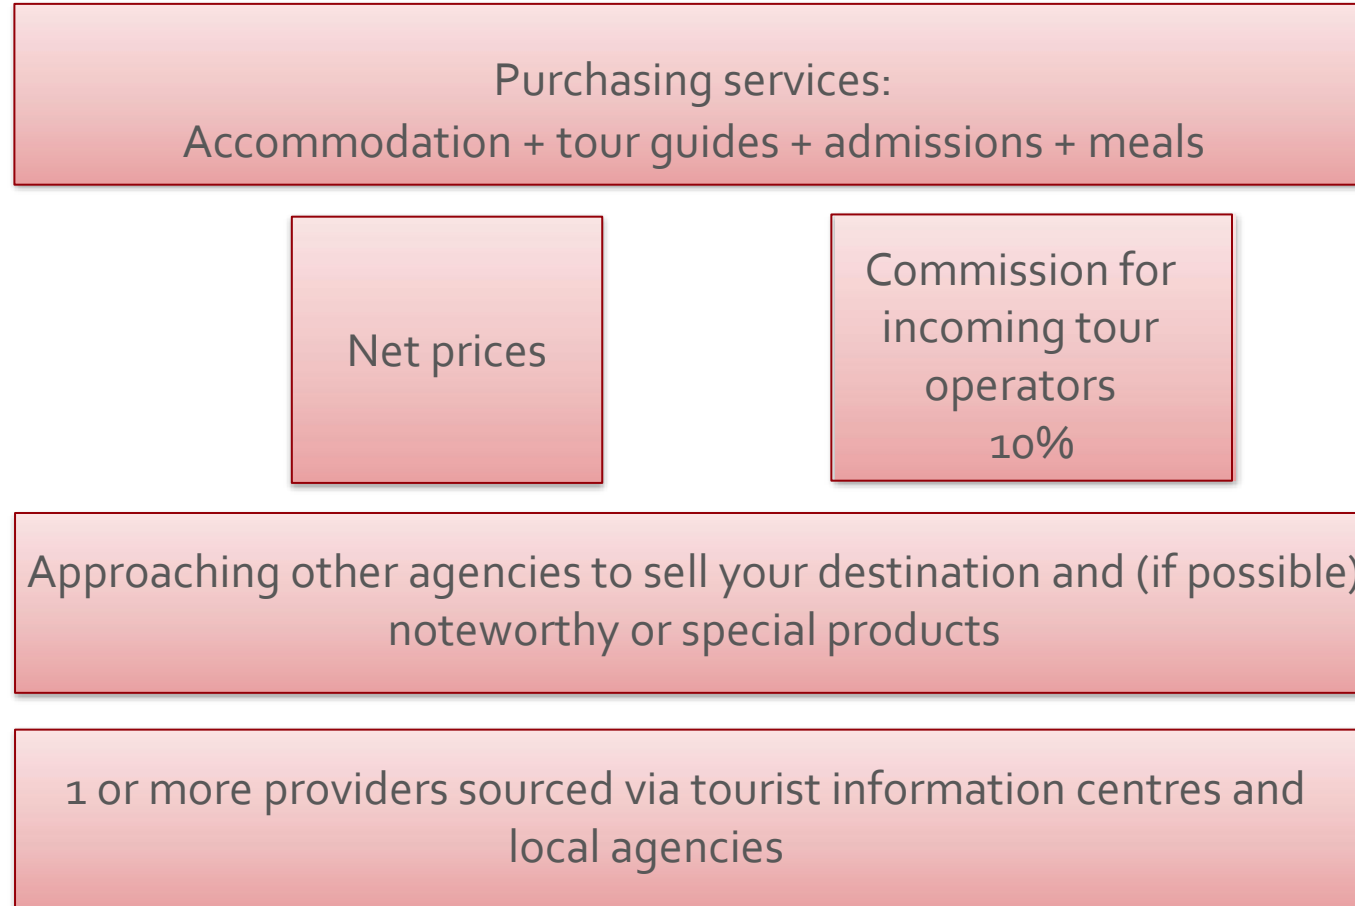 Purchasing services:
Accommodation + tour guides + admissions + meals
Net prices
Commission for
incoming tour
operators
10%
Approaching other agencies to sell your destination and (if possible)
noteworthy or special products
1 or more providers sourced via tourist information centres and
local agencies